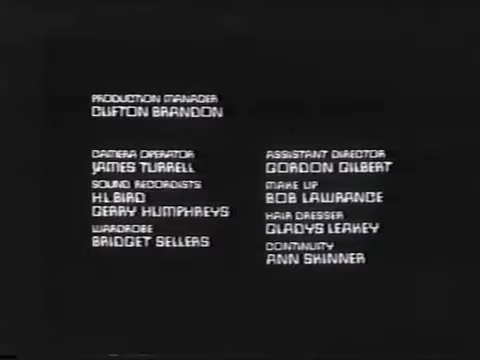 PRODUCTION MANAGER
CLIFTON BRANDON
CAMERA OPERATOR
JAMES TURRELL
SOUND RECORDISTS
H.L. BIRD
GERRY HUMPHREYS
WARDROBE
BRIDGET SELLERS
ASSISTANT DIRECTOR
GORDON GILBERT
MAKE UP
BOB LAWRANCE
HAIR DRESSER
GLADYS LEAKEY
CONTINUITY
ANN SKINNER